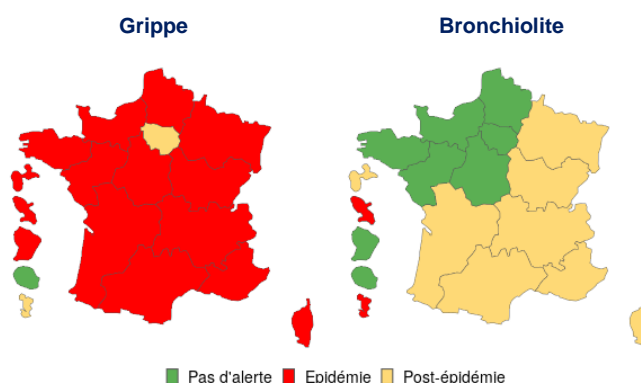 Grippe
Bronchiolite
Pas d'alerte
Epidémie
Post-épidémie